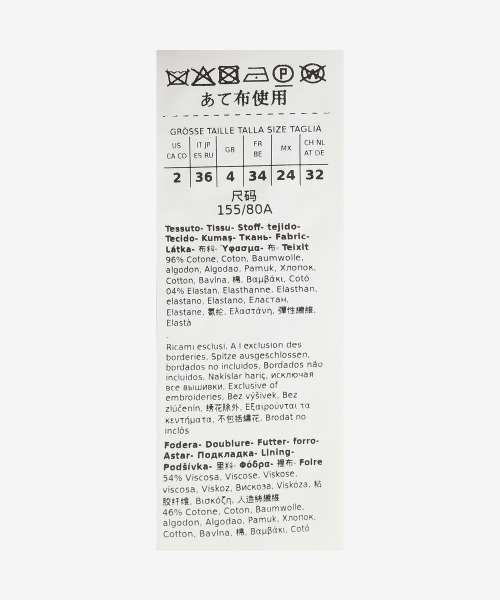 あて布使用
GRÖSSE TAILLE TALLA SIZE TAGLIA
US CA CO | IT JP ES RU | GB | FR BE | MX | CH NL AT DE
2 | 36 | 4 | 34 | 24 | 32
尺码
155/80A
Tessuto- Tissu- Stoff- tejido-
Tecido- Kumaş- Ткань- Fabric-
Látka- 布料- Ύφασμα- 布- Teixit
96% Cotone, Coton, Baumwolle,
algodon, Algodao, Pamuk, Хлопок,
Cotton, Bavlna, 棉, Βαμβάκι, Cotó
04% Elastan, Elasthanne, Elasthan,
elastano, Elastano, Еластан,
Elastane, 氨纶, Ελαστάνη, 彈性纖維,
Elastà
.
Ricami esclusi, A l exclusion des
borderies, Spitze ausgeschlossen,
bordados no incluidos, Bordados não
incluidos, Nakislar hariç, исключая
все вышивки, Exclusive of
embroideries, Bez výšivek, Bez
zlúčenín, 绣花除外, Εξαιρούνται τα
κεντήματα, 不包括繡花, Brodat no
inclòs
Fodera- Doublure- Futter- forro-
Astar- Подкладка- Lining-
Podšívka- 里料- Φόδρα- 裡布- Folre
54% Viscosa, Viscose, Viskose,
viscosa, Viskoz, Вискоза, Viskóza, 粘
胶纤维, Βισκόζη, 人造絲纖維
46% Cotone, Coton, Baumwolle,
algodon, Algodao, Pamuk, Хлопок,
Cotton, Bavlna, 棉, Βαμβάκι, Cotó